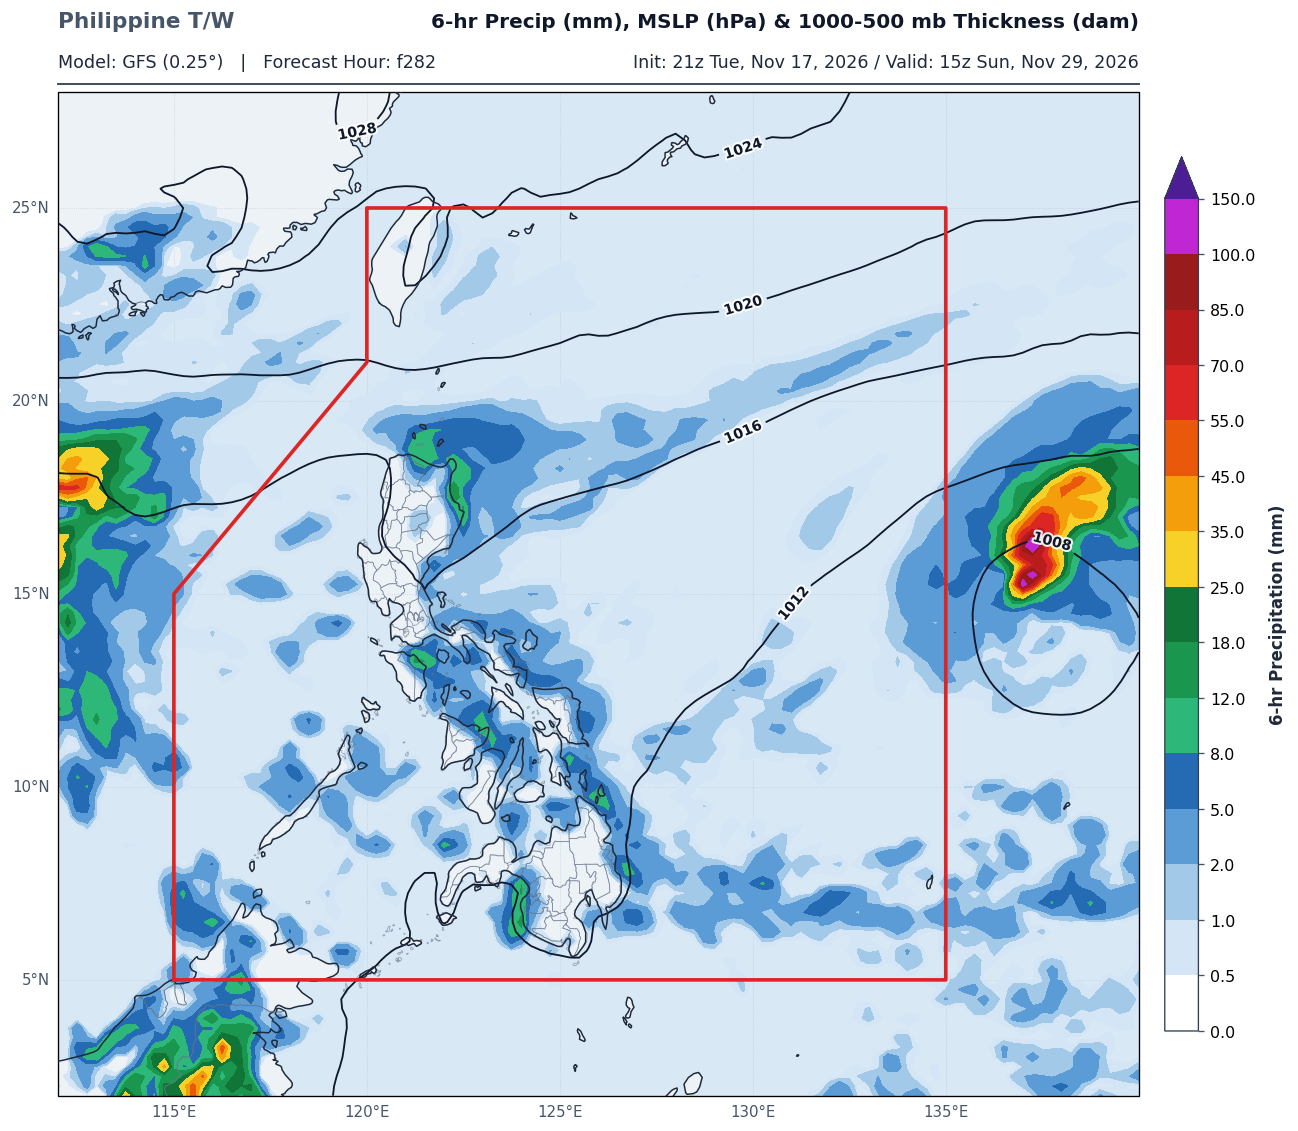 Philippine T/W
6-hr Precip (mm), MSLP (hPa) & 1000-500 mb Thickness (dam)
Model: GFS (0.25°) | Forecast Hour: f282
Init: 21z Tue, Nov 17, 2026 / Valid: 15z Sun, Nov 29, 2026
1028
1024
1020
1016
1012
1008
25°N
20°N
15°N
10°N
5°N
115°E
120°E
125°E
130°E
135°E
150.0
100.0
85.0
70.0
55.0
45.0
35.0
25.0
18.0
12.0
8.0
5.0
2.0
1.0
0.5
0.0
6-hr Precipitation (mm)